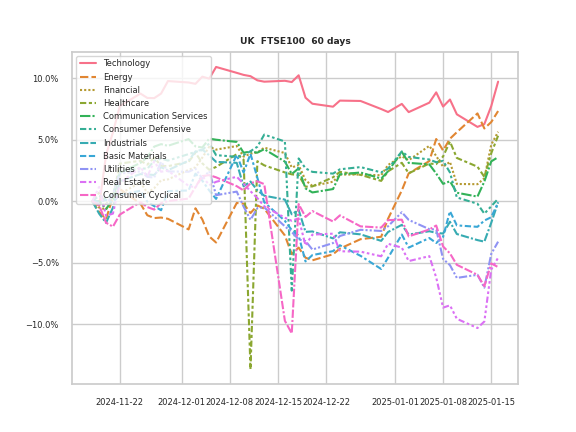 UK FTSE100 60 days
Technology
Energy
Financial
Healthcare
Communication Services
Consumer Defensive
Industrials
Basic Materials
Utilities
Real Estate
Consumer Cyclical
10.0%
5.0%
0.0%
−5.0%
−10.0%
2024-11-22
2024-12-01
2024-12-08
2024-12-15
2024-12-22
2025-01-01
2025-01-08
2025-01-15